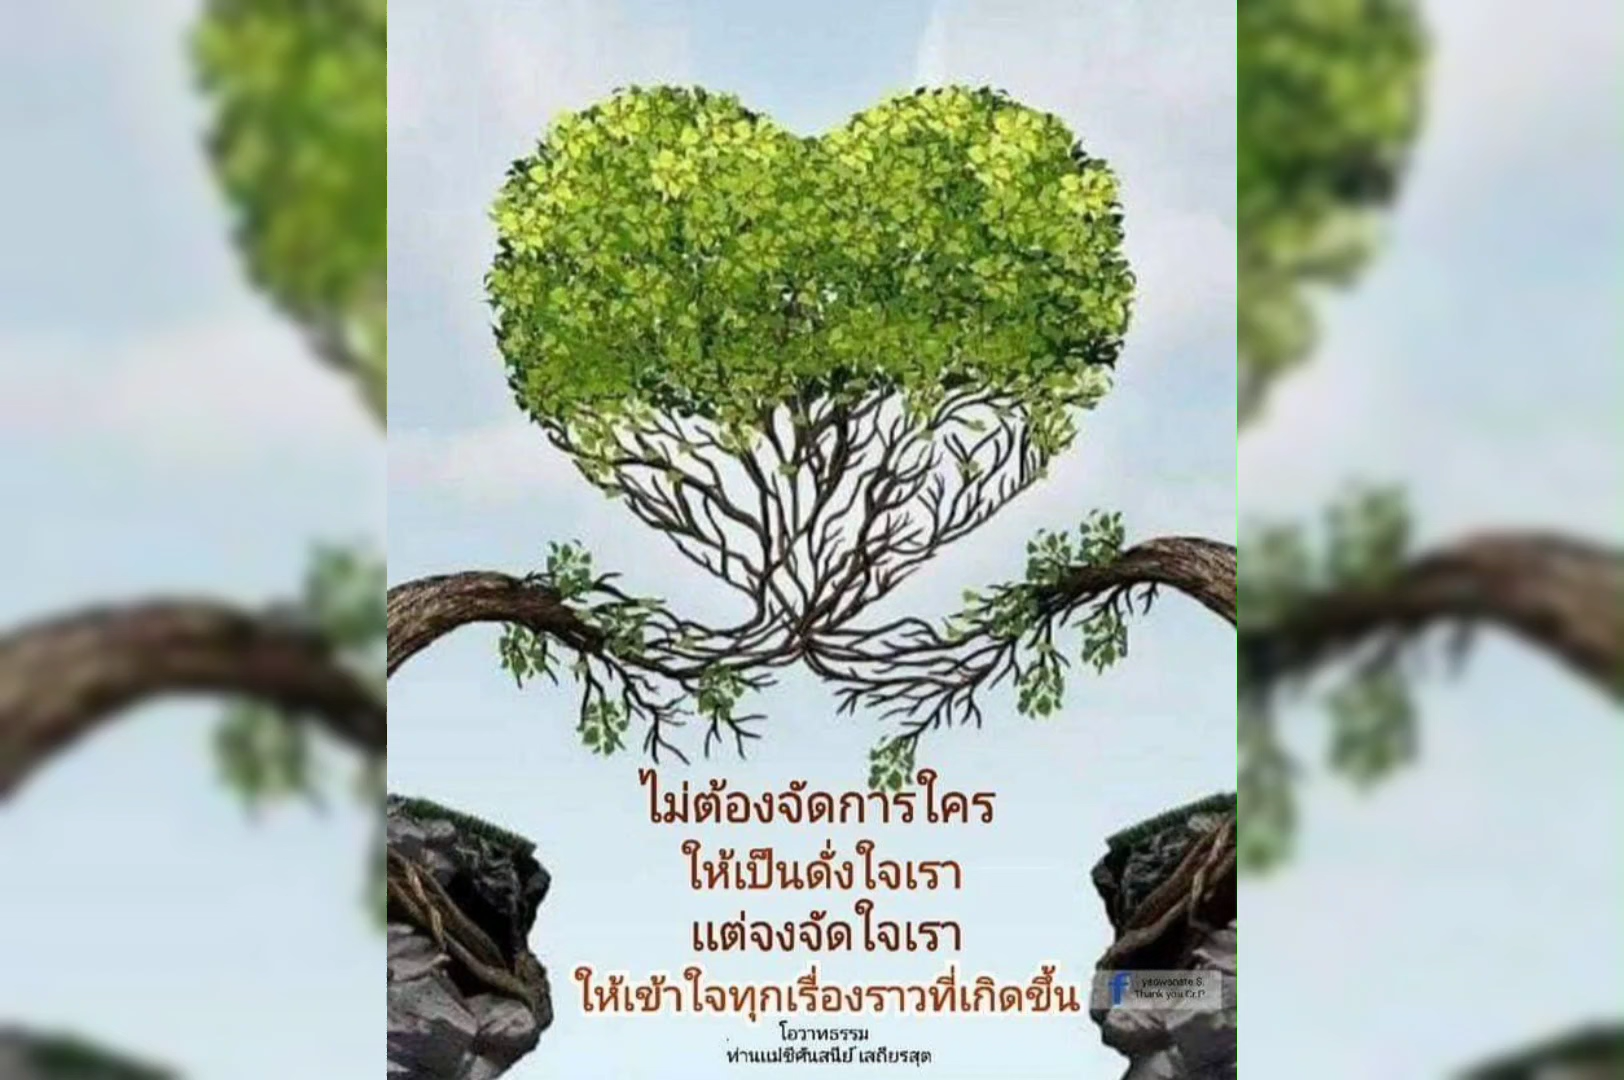 ไม่ต้องจัดการใคร
ให้เป็นดั่งใจเรา
แต่จงจัดใจเรา
ให้เข้าใจทุกเรื่องราวที่เกิดขึ้น
โอวาทธรรม
ท่านแม่ชีศันสนีย์ เสถียรสุต
yaowanate S.
Thank you Cr.P.